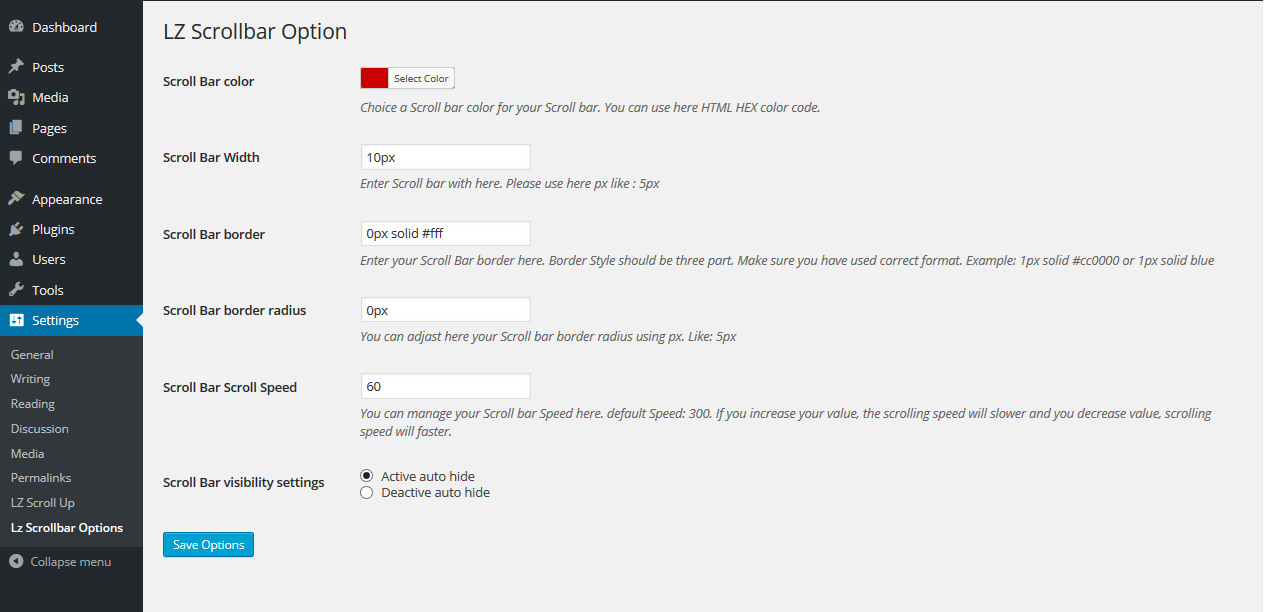 Dashboard
Posts
Media
Pages
Comments
Appearance
Plugins
Users
Tools
Settings
General
Writing
Reading
Discussion
Media
Permalinks
LZ Scroll Up
Lz Scrollbar Options
Collapse menu
LZ Scrollbar Option
Scroll Bar color
Select Color
Choice a Scroll bar color for your Scroll bar. You can use here HTML HEX color code.
Scroll Bar Width
10px
Enter Scroll bar with here. Please use here px like : 5px
Scroll Bar border
0px solid #fff
Enter your Scroll Bar border here. Border Style should be three part. Make sure you have used correct format. Example: 1px solid #cc0000 or 1px solid blue
Scroll Bar border radius
0px
You can adjast here your Scroll bar border radius using px. Like: 5px
Scroll Bar Scroll Speed
60
You can manage your Scroll bar Speed here. default Speed: 300. If you increase your value, the scrolling speed will slower and you decrease value, scrolling
speed will faster.
Scroll Bar visibility settings
Active auto hide
Deactive auto hide
Save Options